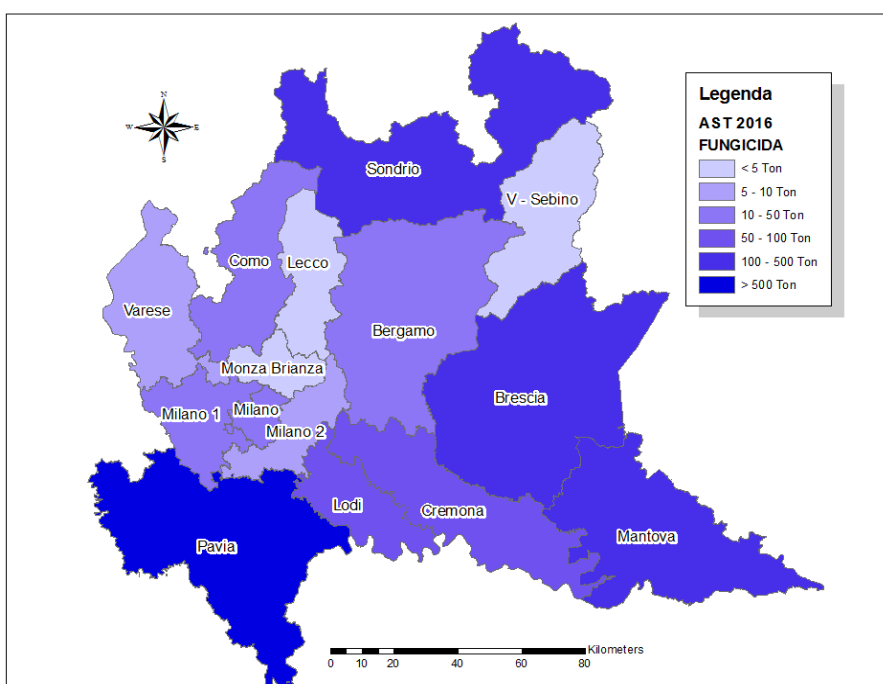 N
W
E
S
Legenda
AST 2016
FUNGICIDA
< 5 Ton
5 - 10 Ton
10 - 50 Ton
50 - 100 Ton
100 - 500 Ton
> 500 Ton
Sondrio
V - Sebino
Como
Lecco
Varese
Bergamo
Monza Brianza
Brescia
Milano 1
Milano
Milano 2
Lodi
Cremona
Mantova
Pavia
Kilometers
0 10 20 40 60 80